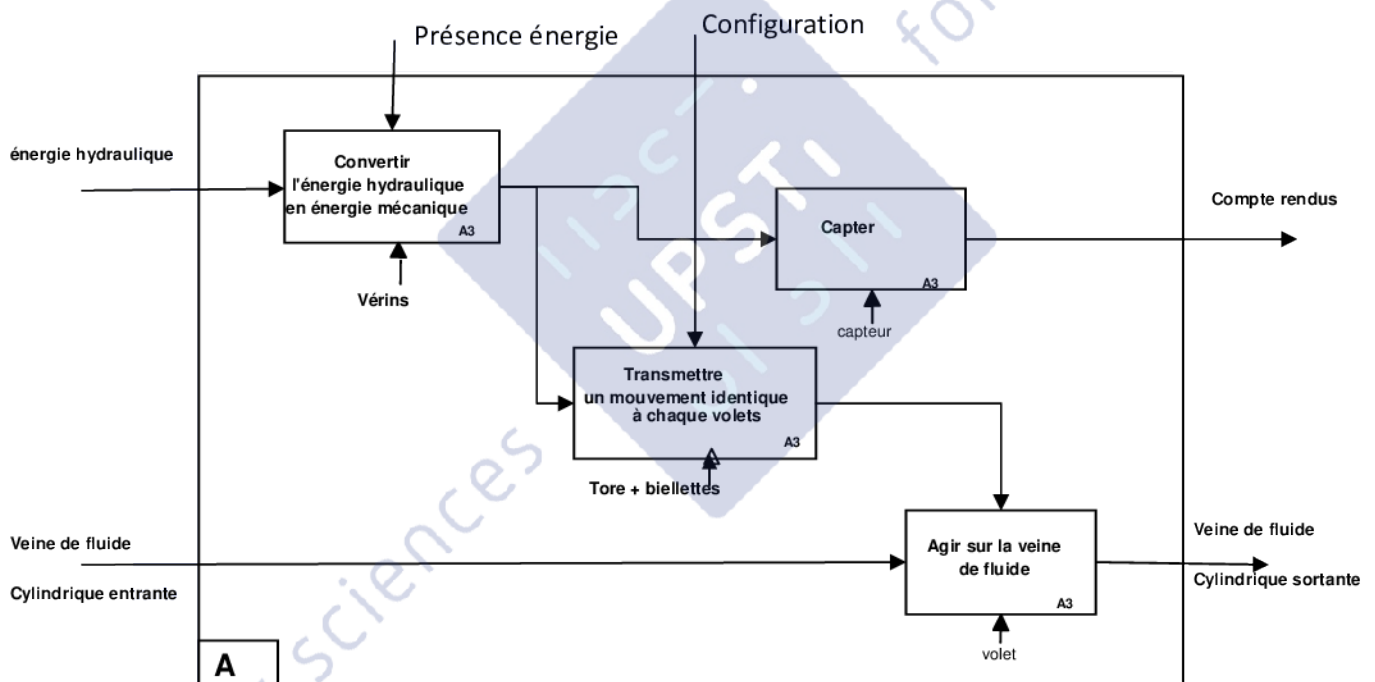 Présence énergie
Configuration
énergie hydraulique
Convertir
l'énergie hydraulique
en énergie mécanique
A3
Vérins
Capter
A3
capteur
Compte rendus
Transmettre
un mouvement identique
à chaque volets
A3
Tore + biellettes
Veine de fluide
Cylindrique entrante
Agir sur la veine
de fluide
A3
volet
Veine de fluide
Cylindrique sortante
A
UPSTI
sciences